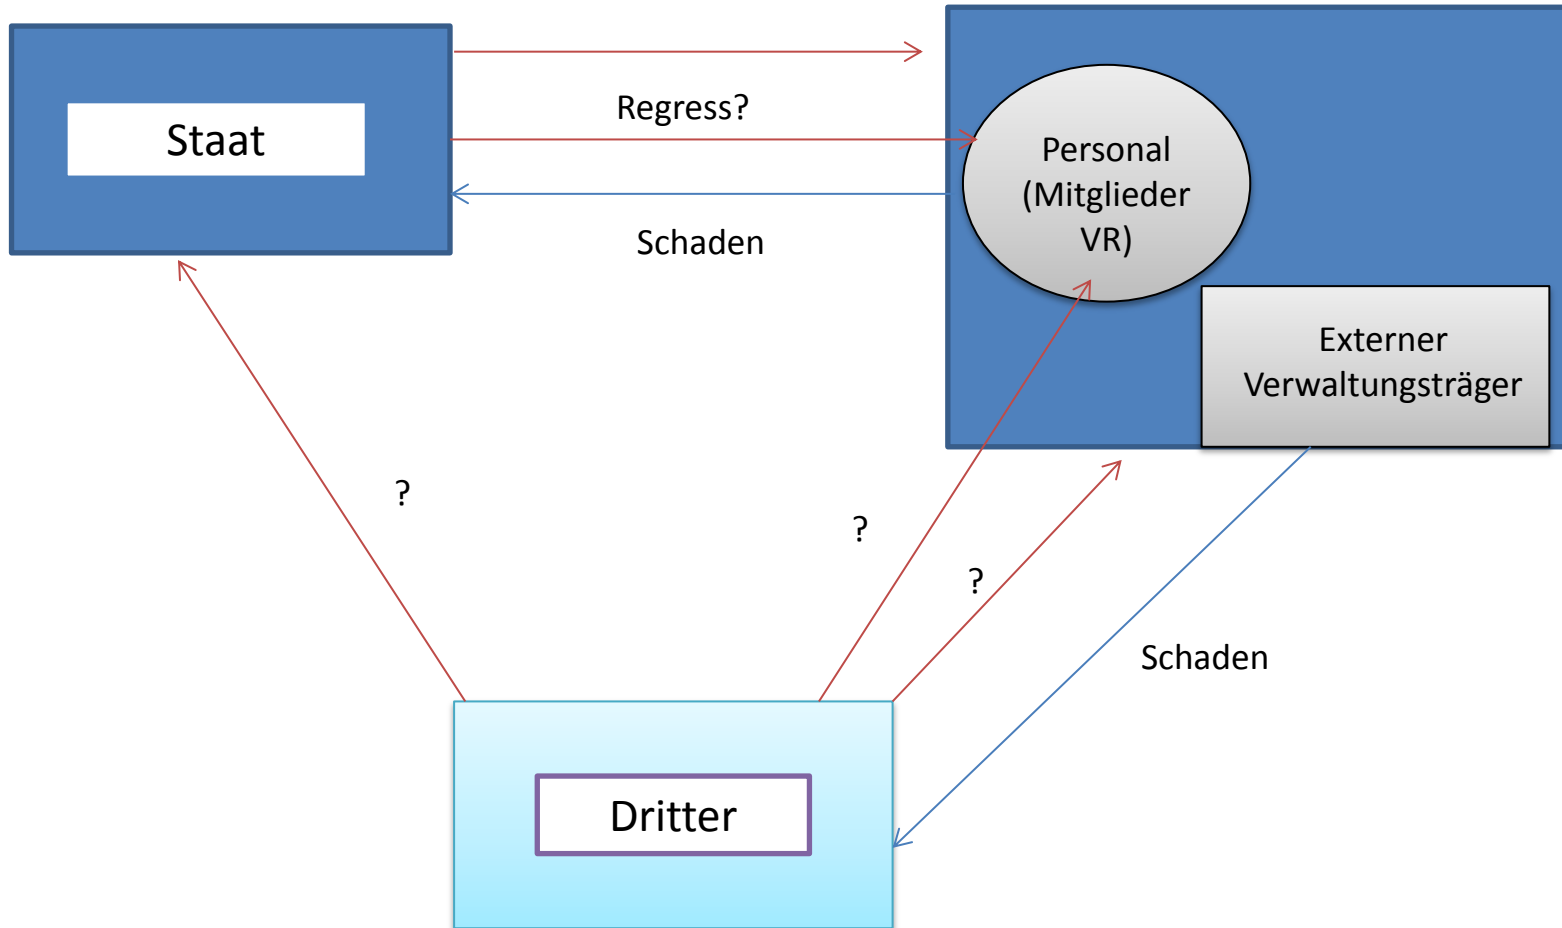 Staat
Regress?
Schaden
Personal
(Mitglieder
VR)
Externer
Verwaltungsträger
?
?
?
Schaden
Dritter